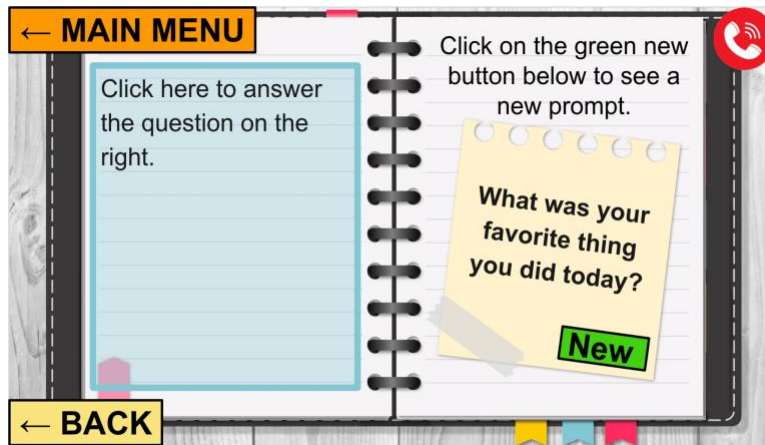 ← MAIN MENU
Click here to answer
the question on the
right.
Click on the green new
button below to see a
new prompt.
What was your
favorite thing
you did today?
New
← BACK